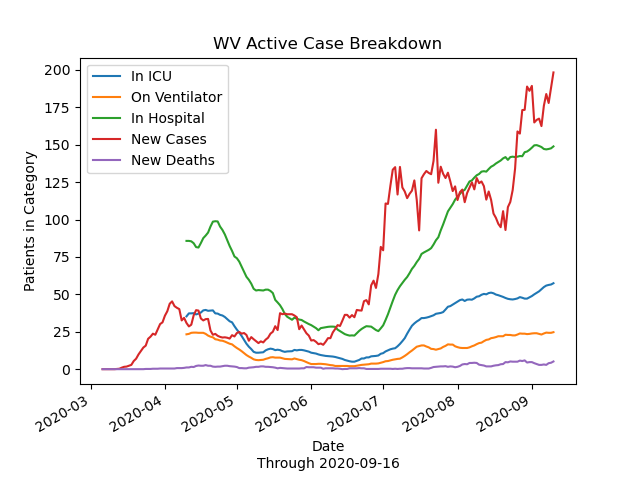 WV Active Case Breakdown
In ICU
On Ventilator
In Hospital
New Cases
New Deaths
Patients in Category
200
175
150
125
100
75
50
25
0
2020-03
2020-04
2020-05
2020-06
2020-07
2020-08
2020-09
Date
Through 2020-09-16